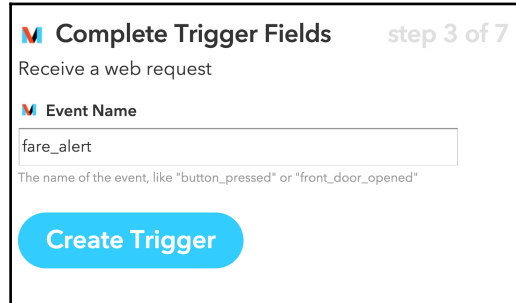 Complete Trigger Fields step 3 of 7
Receive a web request
Event Name
fare_alert
The name of the event, like "button_pressed" or "front_door_opened"
Create Trigger